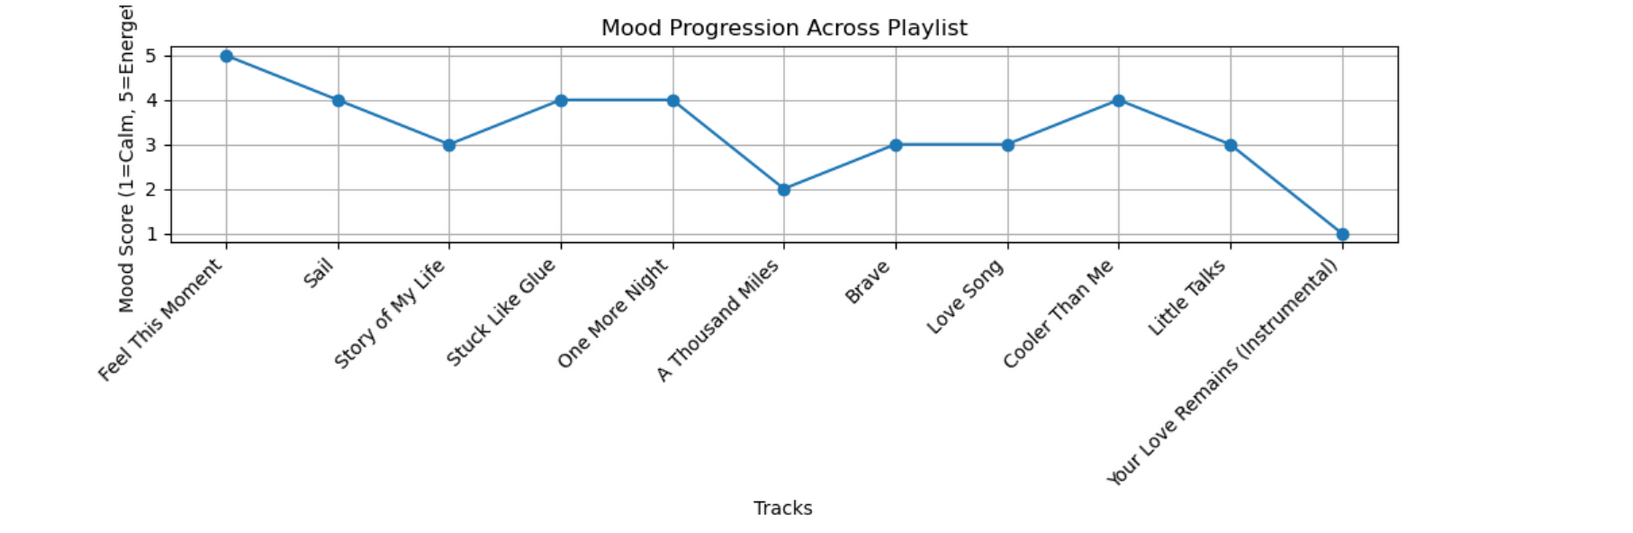 Mood Progression Across Playlist
Mood Score (1=Calm, 5=Energet
5
4
3
2
1
Feel This Moment
Sail
Story of My Life
Stuck Like Glue
One More Night
A Thousand Miles
Brave
Love Song
Cooler Than Me
Little Talks
Your Love Remains (Instrumental)
Tracks